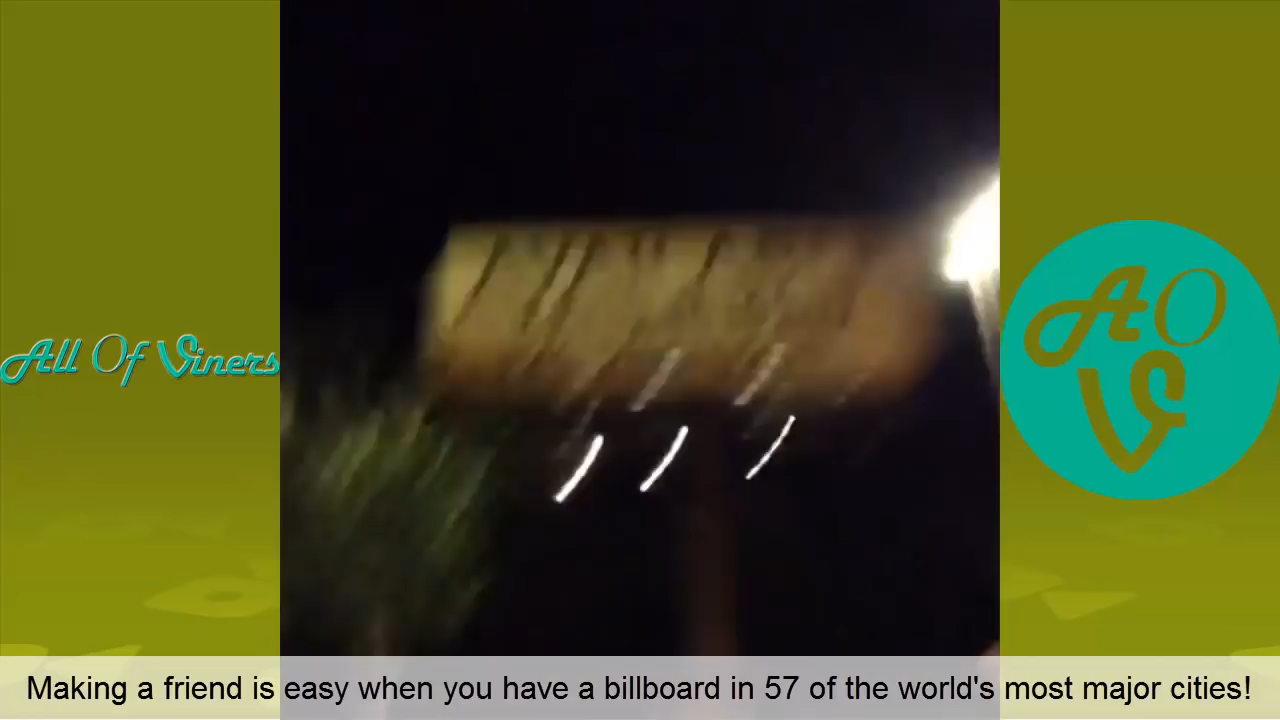 All Of Viners
AO
V
Making a friend is easy when you have a billboard in 57 of the world's most major cities!